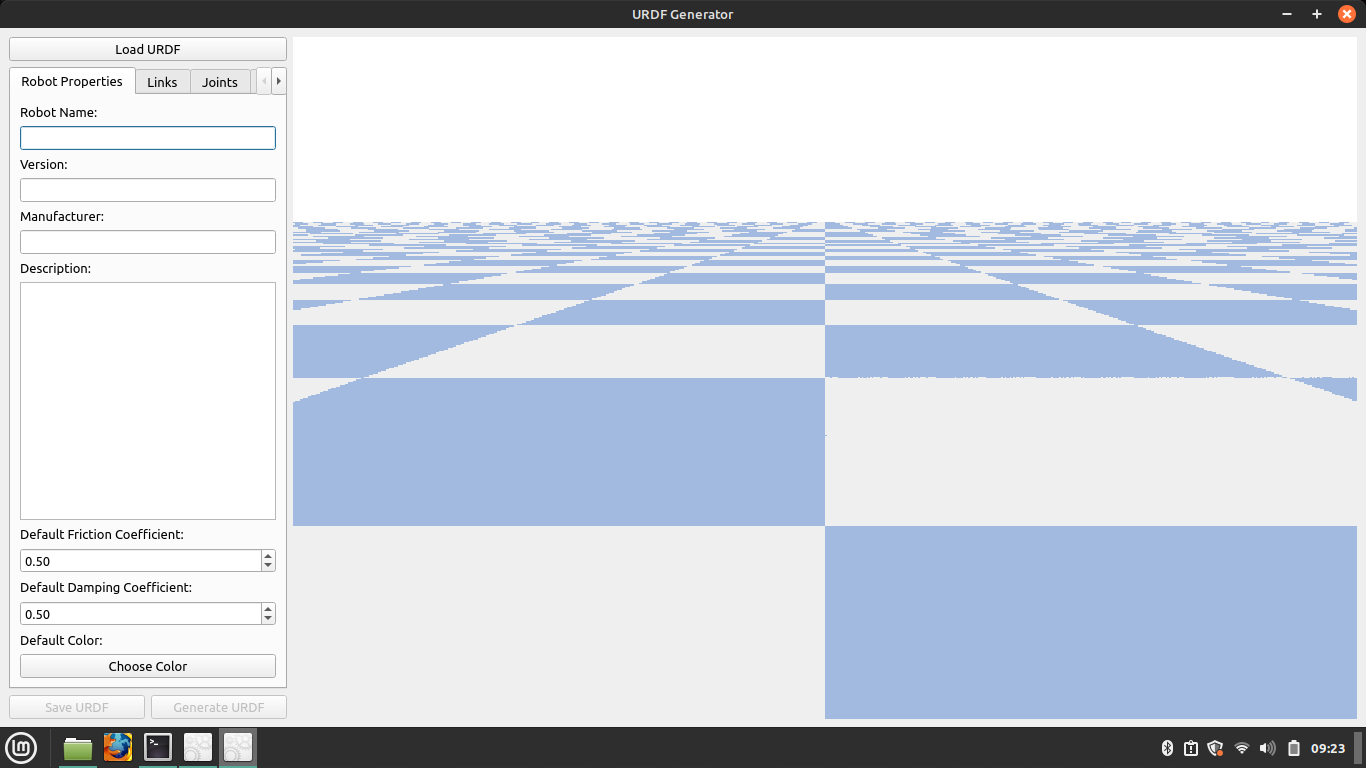 URDF Generator
Load URDF
Robot Properties
Links
Joints
Robot Name:
Version:
Manufacturer:
Description:
Default Friction Coefficient:
0.50
Default Damping Coefficient:
0.50
Default Color:
Choose Color
Save URDF
Generate URDF
09:23